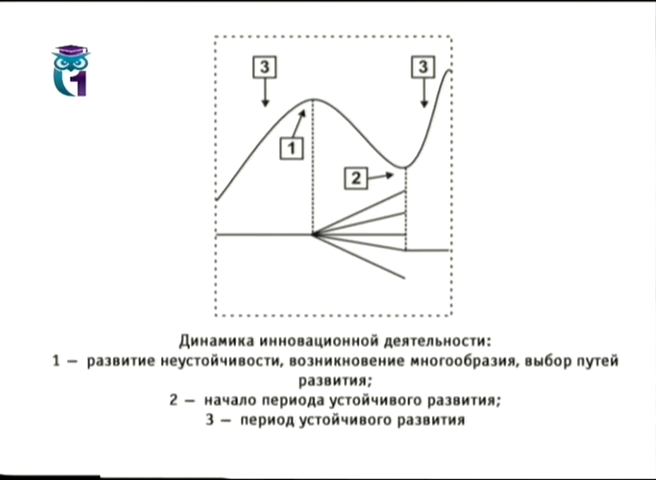 3
3
1
1
2
Динамика инновационной деятельности:
1 — развитие неустойчивости, возникновение многообразия, выбор путей
развития;
2 — начало периода устойчивого развития;
3 — период устойчивого развития